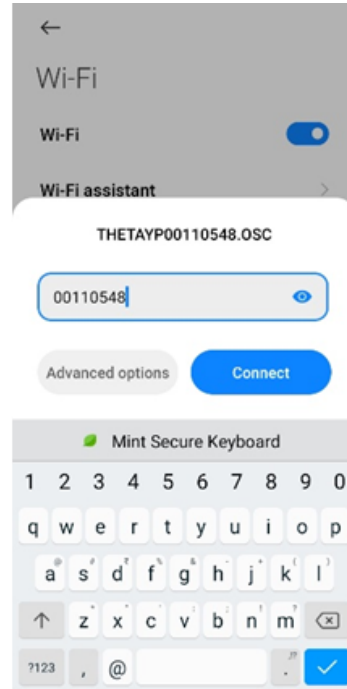 Wi-Fi
Wi-Fi
Wi-Fi assistant
THETAYP00110548.OSC
00110548
Advanced options Connect
Mint Secure Keyboard
1 2 3 4 5 6 7 8 9 0
q w e r t y u i o p
a s d f g h j k l
z x c v b n m
?123 , @ .